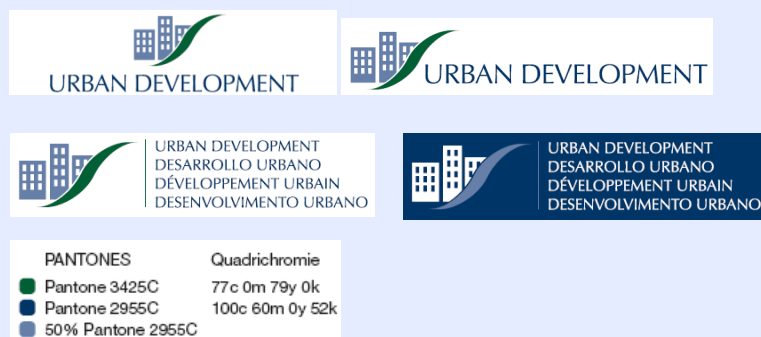 URBAN DEVELOPMENT
URBAN DEVELOPMENT
URBAN DEVELOPMENT
DESARROLLO URBANO
DÉVELOPPEMENT URBAIN
DESENVOLVIMENTO URBANO
URBAN DEVELOPMENT
DESARROLLO URBANO
DÉVELOPPEMENT URBAIN
DESENVOLVIMENTO URBANO
PANTONES Quadrichromie
Pantone 3425C 77c 0m 79y 0k
Pantone 2955C 100c 60m 0y 52k
50% Pantone 2955C